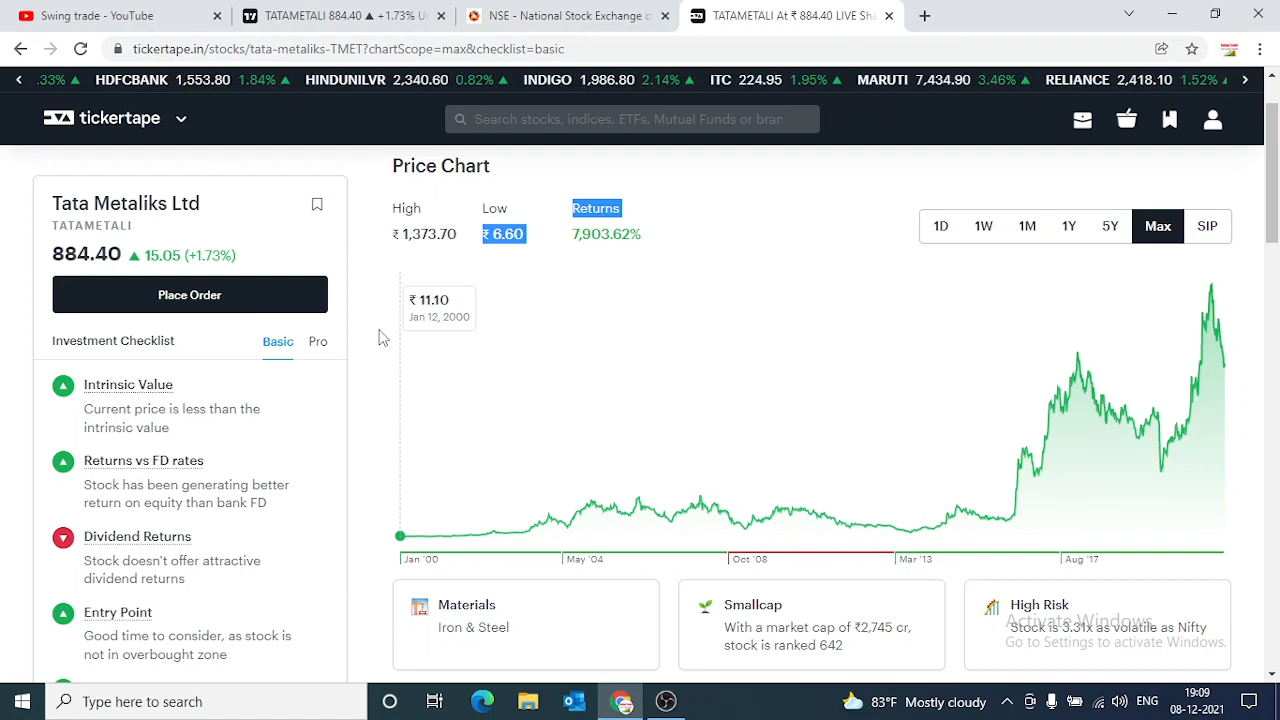 Swing trade - YouTube
TATAMETALI 884.40 ▲ +1.73% U
NSE - National Stock Exchange c
TATAMETALI At ₹ 884.40 LIVE Sha
tickertape.in/stocks/tata-metaliks-TMET?chartScope=max&checklist=basic
.33% ▲ HDFCBANK 1,553.80 1.84% ▲ HINDUNILVR 2,340.60 0.82% ▲ INDIGO 1,986.80 2.14% ▲ ITC 224.95 1.95% ▲ MARUTI 7,434.90 3.46% ▲ RELIANCE 2,418.10 1.52%
tickertape
Search stocks, indices, ETFs, Mutual Funds or bran
Price Chart
Tata Metaliks Ltd
TATAMETALI
884.40 ▲ 15.05 (+1.73%)
Place Order
Investment Checklist
Basic
Pro
Intrinsic Value
Current price is less than the
intrinsic value
Returns vs FD rates
Stock has been generating better
return on equity than bank FD
Dividend Returns
Stock doesn't offer attractive
dividend returns
Entry Point
Good time to consider, as stock is
not in overbought zone
High
Low
Returns
₹ 1,373.70
₹ 6.60
7,903.62%
1D 1W 1M 1Y 5Y Max SIP
₹ 11.10
Jan 12, 2000
Jan '00
May '04
Oct '08
Mar '13
Aug '17
Materials
Iron & Steel
Smallcap
With a market cap of ₹2,745 cr,
stock is ranked 642
High Risk
Stock is 3.31x as volatile as Nifty
Activate Windows
Go to Settings to activate Windows.
Type here to search
83°F Mostly cloudy
ENG
19:09
08-12-2021